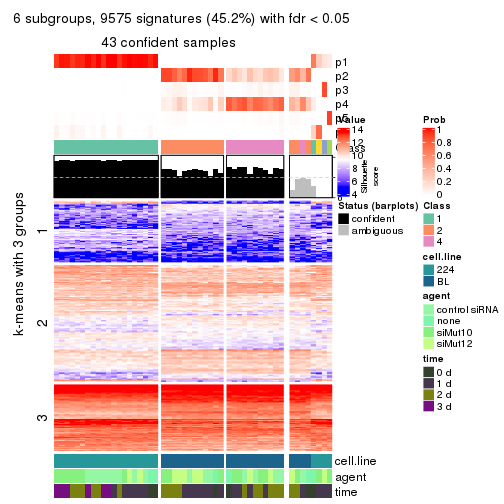 6 subgroups, 9575 signatures (45.2%) with fdr < 0.05
43 confident samples
p1
p2
p3
p4
p5
Class
Silhouette
score
k-means with 3 groups
1
2
3
cell.line
agent
time
Value
14
12
10
8
6
4
Prob
1
0.8
0.6
0.4
0.2
0
Status (barplots)
confident
ambiguous
Class
1
2
4
cell.line
224
BL
agent
control siRNA
none
siMut10
siMut12
time
0 d
1 d
2 d
3 d